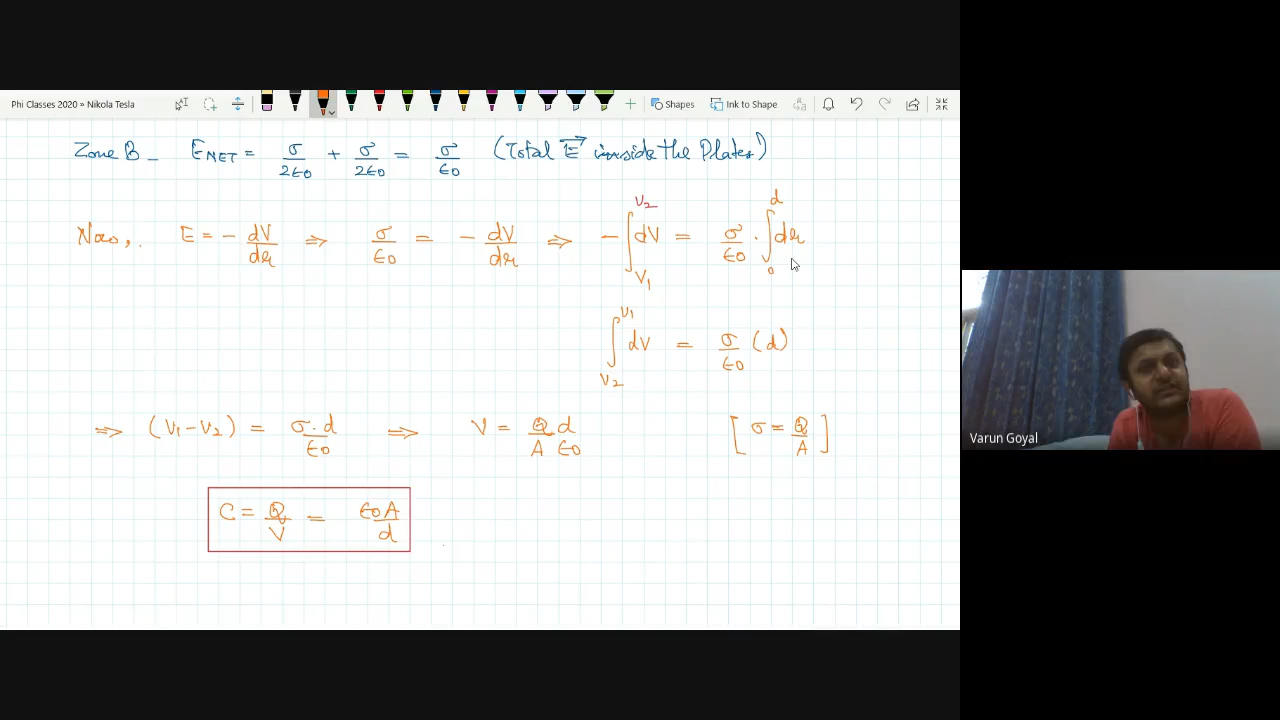 Phi Classes 2020 » Nikola Tesla
Shapes
Ink to Shape
Zone B - E_NET = σ/2ε0 + σ/2ε0 = σ/ε0 (Total E⃗ inside the Plates)
Now, E = - dV/dr ⇒ σ/ε0 = - dV/dr ⇒ - ∫_{V1}^{V2} dV = σ/ε0 · ∫_0^d dr
∫_{V2}^{V1} dV = σ/ε0 (d)
⇒ (V1 - V2) = σ.d/ε0 ⇒ V = Q/A d/ε0 [σ = Q/A]
C = Q/V = ε0A/d
Varun Goyal